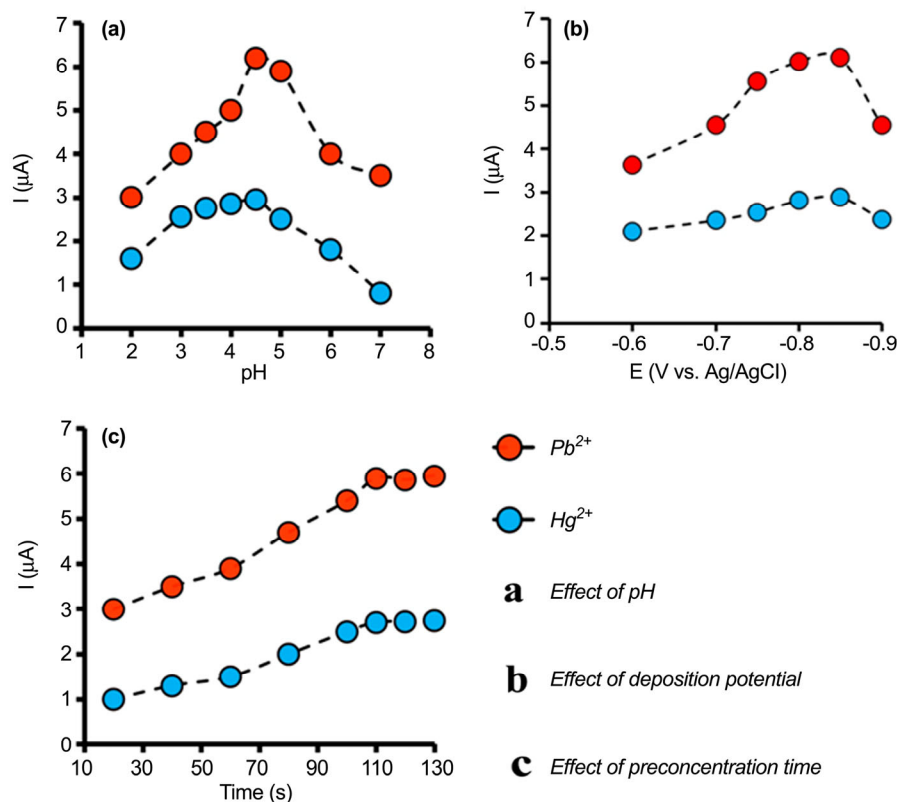 (a)
7
6
5
4
3
2
1
0
I (μA)
1 2 3 4 5 6 7 8
pH
(b)
7
6
5
4
3
2
1
0
I (μA)
-0.5 -0.6 -0.7 -0.8 -0.9
E (V vs. Ag/AgCl)
(c)
7
6
5
4
3
2
1
0
I (μA)
10 30 50 70 90 110 130
Time (s)
Pb²⁺
Hg²⁺
a Effect of pH
b Effect of deposition potential
c Effect of preconcentration time